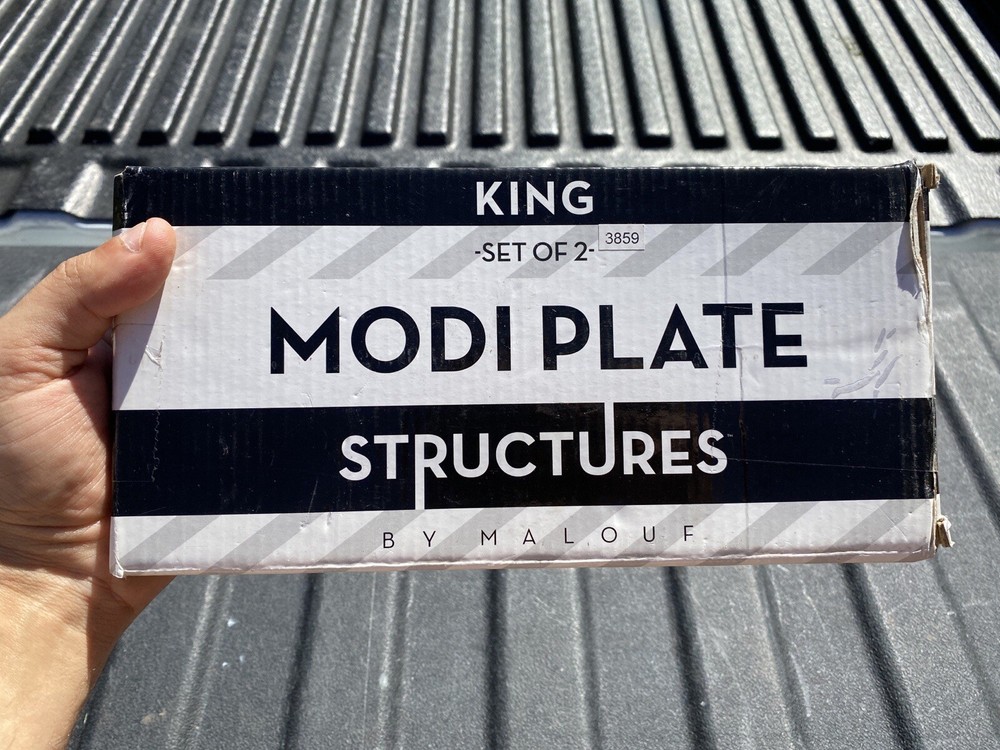 KING
-SET OF 2-
3859
MODI PLATE
STRUCTURES
BY MALOUF